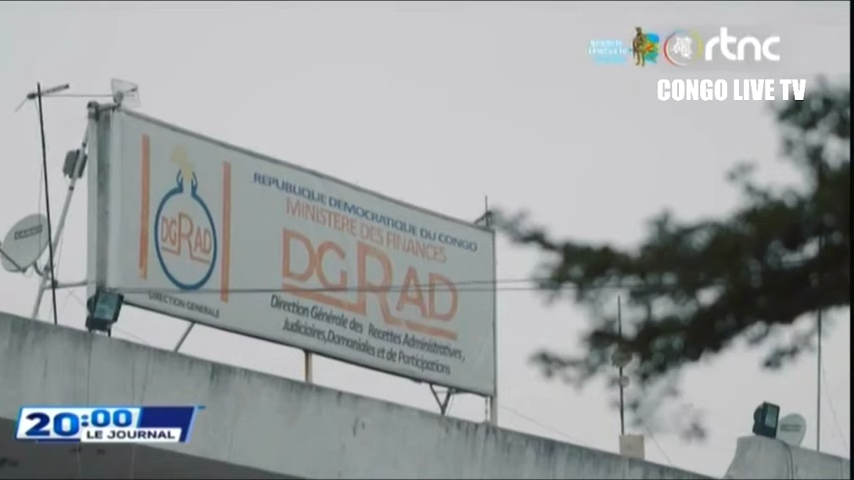 rtnc
CONGO LIVE TV
REPUBLIQUE DEMOCRATIQUE DU CONGO
MINISTERE DES FINANCES
DGRAD
Direction Générale des Recettes Administratives,
Judiciaires, Domaniales et de Participations
DGRAD
DIRECTION GENERALE
20:00
LE JOURNAL